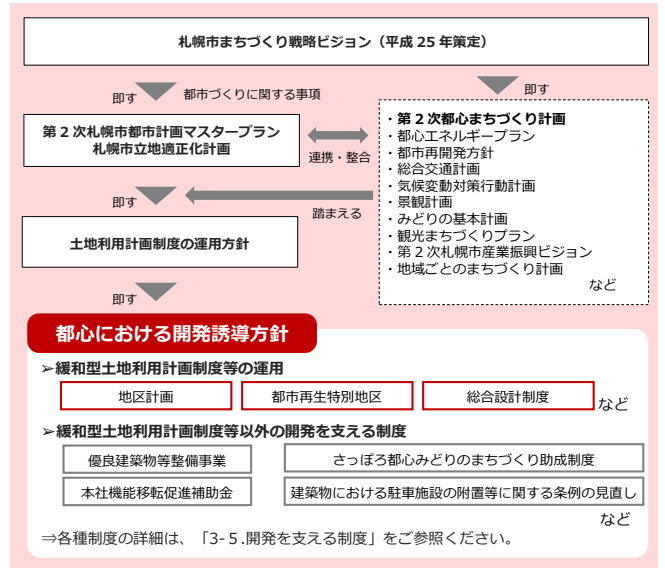 札幌市まちづくり戦略ビジョン（平成 25 年策定）
即す
都市づくりに関する事項
即す
第 2 次札幌市都市計画マスタープラン
札幌市立地適正化計画
連携・整合
・第 2 次都心まちづくり計画
・都心エネルギープラン
・都市再開発方針
・総合交通計画
・気候変動対策行動計画
・景観計画
・みどりの基本計画
・観光まちづくりプラン
・第 2 次札幌市産業振興ビジョン
・地域ごとのまちづくり計画
など
即す
踏まえる
土地利用計画制度の運用方針
即す
都心における開発誘導方針
➢緩和型土地利用計画制度等の運用
地区計画
都市再生特別地区
総合設計制度
など
➢緩和型土地利用計画制度等以外の開発を支える制度
優良建築物等整備事業
さっぽろ都心みどりのまちづくり助成制度
本社機能移転促進補助金
建築物における駐車施設の附置等に関する条例の見直し
など
⇒各種制度の詳細は、「3-５.開発を支える制度」をご参照ください。